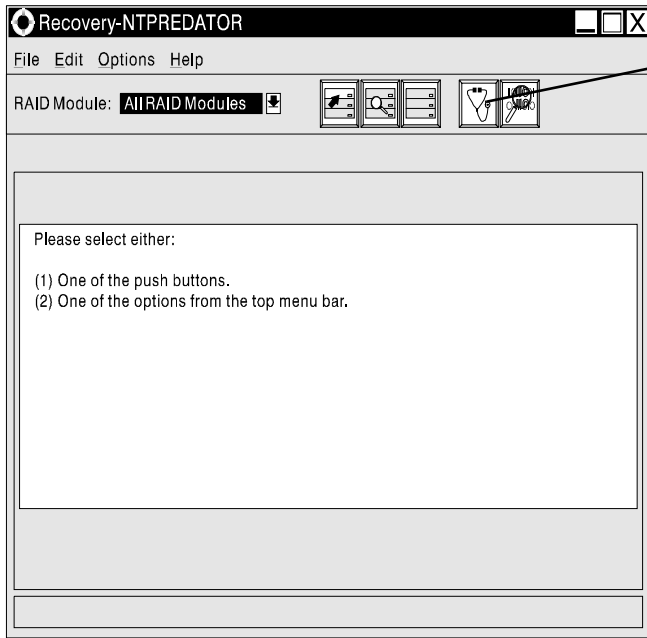 Recovery-NTPREDATOR
File Edit Options Help
RAID Module: All RAID Modules
Please select either:
(1) One of the push buttons.
(2) One of the options from the top menu bar.